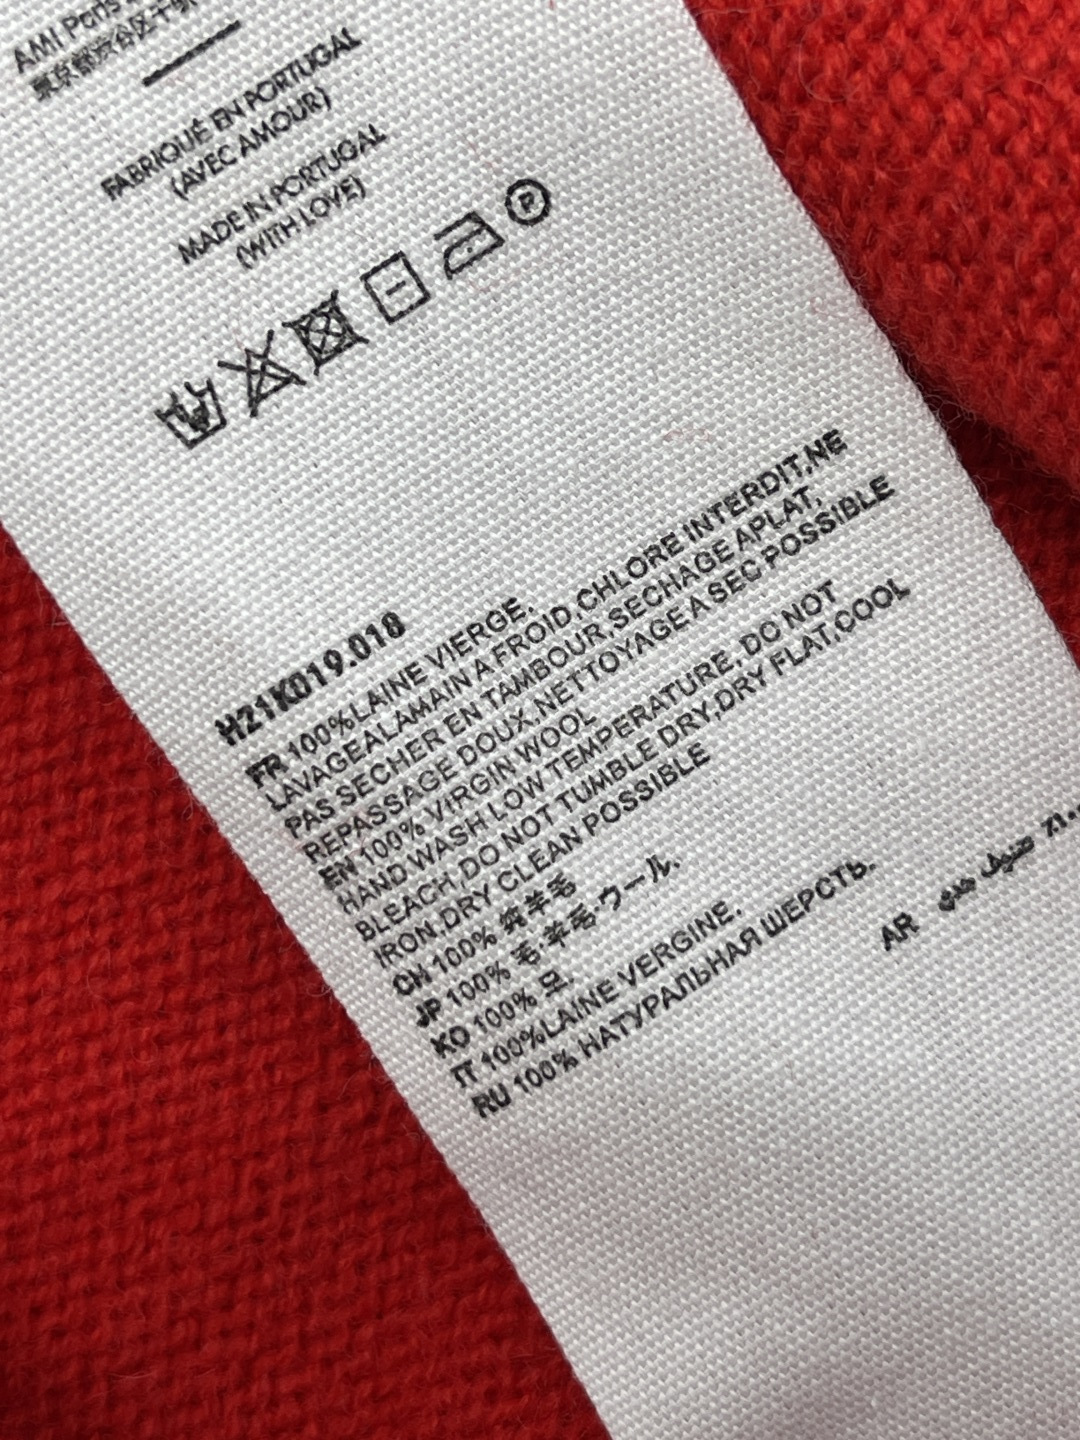 AMI Paris
東京都渋谷区千駄
FABRIQUÉ EN PORTUGAL
(AVEC AMOUR)
MADE IN PORTUGAL
(WITH LOVE)
P
H21K019.018
FR 100%LAINE VIERGE.
LAVAGEALAMAIN A FROID,CHLORE INTERDIT,NE
PAS SECHER EN TAMBOUR,SECHAGE APLAT,
REPASSAGE DOUX,NETTOYAGE A SEC POSSIBLE
EN 100% VIRGIN WOOL
HAND WASH LOW TEMPERATURE, DO NOT
BLEACH,DO NOT TUMBLE DRY,DRY FLAT,COOL
IRON,DRY CLEAN POSSIBLE
CN 100% 纯羊毛
JP 100% 毛·羊毛·ウール.
KO 100% 모.
IT 100%LAINE VERGINE.
RU 100% НАТУРАЛЬНАЯ ШЕРСТЬ.
AR صوف